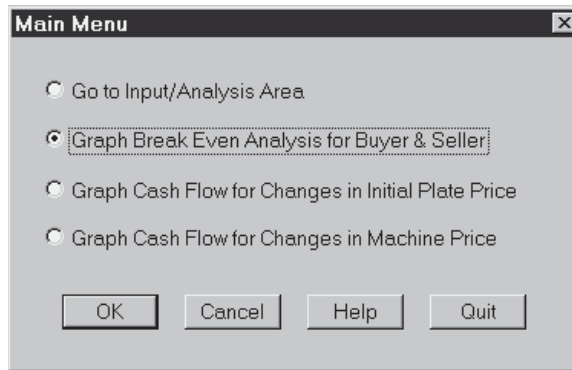 Main Menu
Go to Input/Analysis Area
Graph Break Even Analysis for Buyer & Seller
Graph Cash Flow for Changes in Initial Plate Price
Graph Cash Flow for Changes in Machine Price
OK Cancel Help Quit